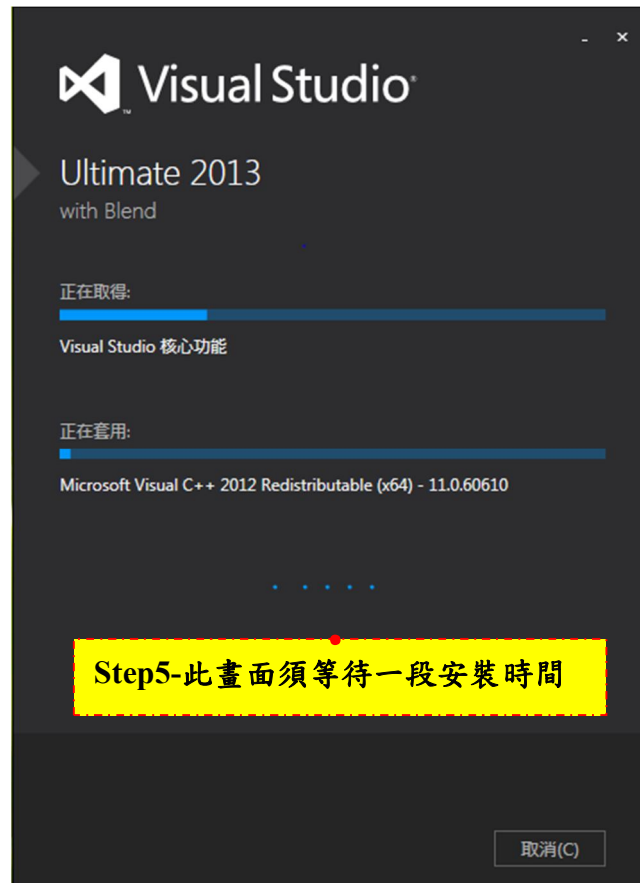 Visual Studio®
™
Ultimate 2013
with Blend
正在取得:
Visual Studio 核心功能
正在套用:
Microsoft Visual C++ 2012 Redistributable (x64) - 11.0.60610
Step5-此畫面須等待一段安裝時間
取消(C)